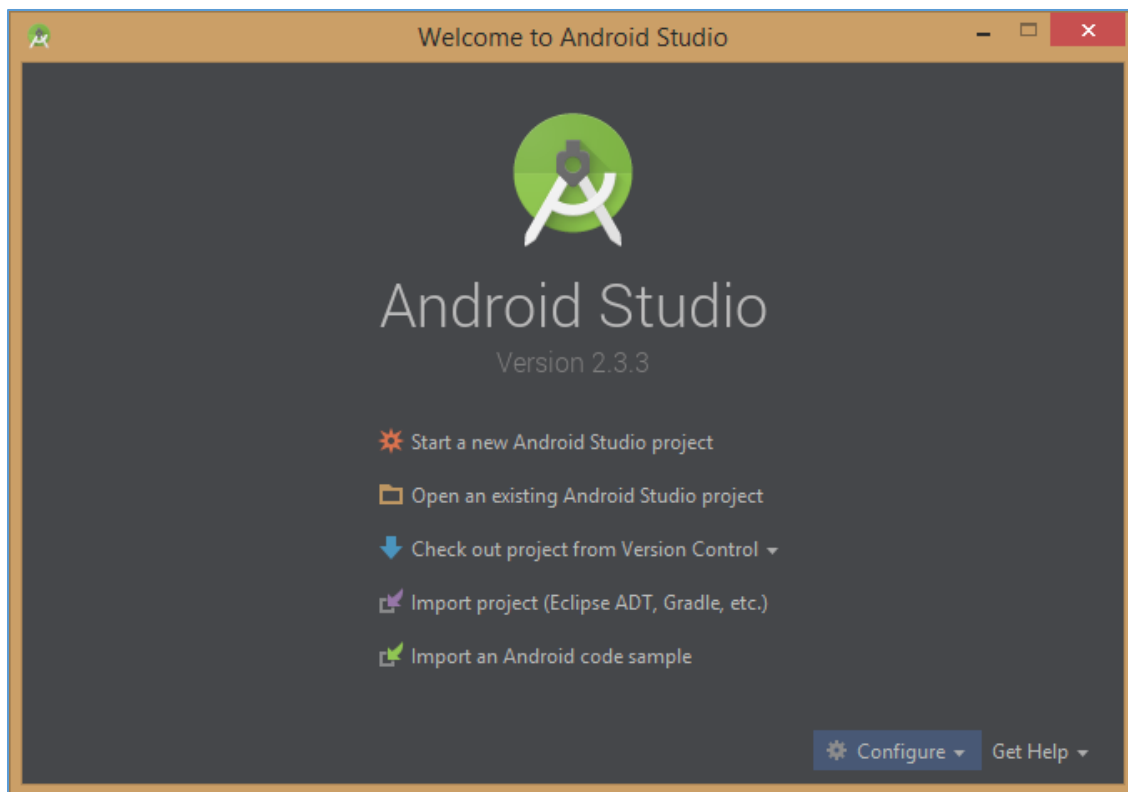 Welcome to Android Studio
Android Studio
Version 2.3.3
Start a new Android Studio project
Open an existing Android Studio project
Check out project from Version Control
Import project (Eclipse ADT, Gradle, etc.)
Import an Android code sample
Configure Get Help